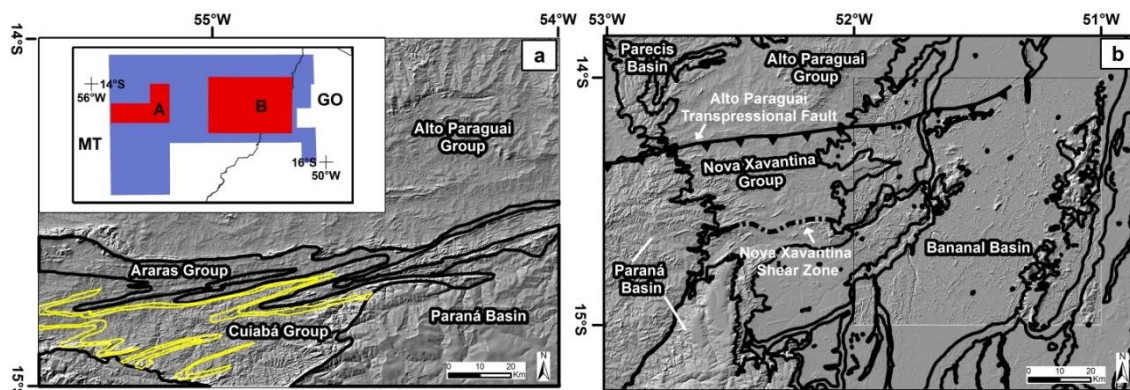 55°W
54°W
14°S
a
14°S
56°W
A
B
GO
MT
16°S
50°W
Alto Paraguai
Group
Araras Group
Cuiabá Group
Paraná Basin
15°S
0
10
20
Km
N
53°W
52°W
51°W
b
Parecis
Basin
Alto Paraguai
Group
14°S
Alto Paraguai
Transpressional Fault
Nova Xavantina
Group
Nova Xavantina
Shear Zone
Bananal Basin
Paraná
Basin
15°S
0
10
20
Km
N